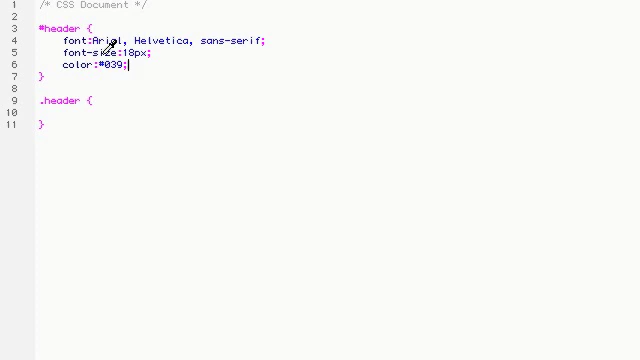 1 /* CSS Document */
2
3 #header {
4 font:Arial, Helvetica, sans-serif;
5 font-size:18px;
6 color:#039;
7 }
8
9 .header {
10
11 }